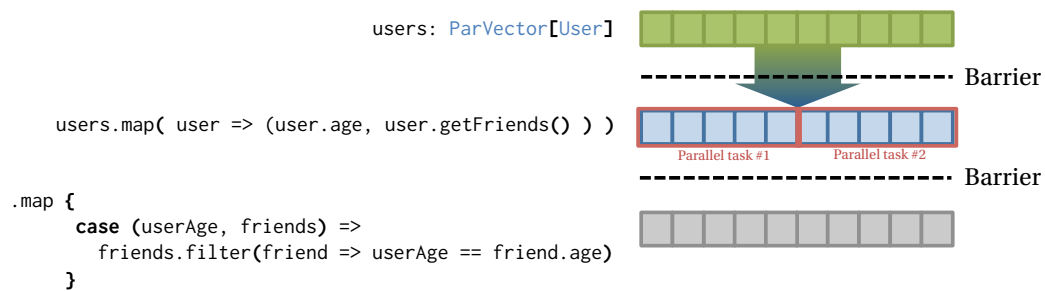 users: ParVector[User]
Barrier
users.map( user => (user.age, user.getFriends() ) )
Parallel task #1 Parallel task #2
Barrier
.map {
case (userAge, friends) =>
friends.filter(friend => userAge == friend.age)
}